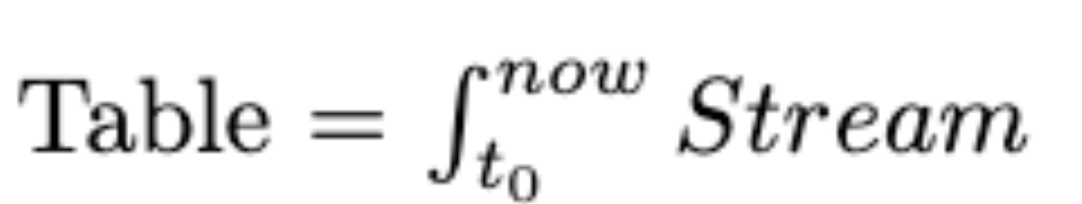 Table = ∫_{t_0}^{now} Stream